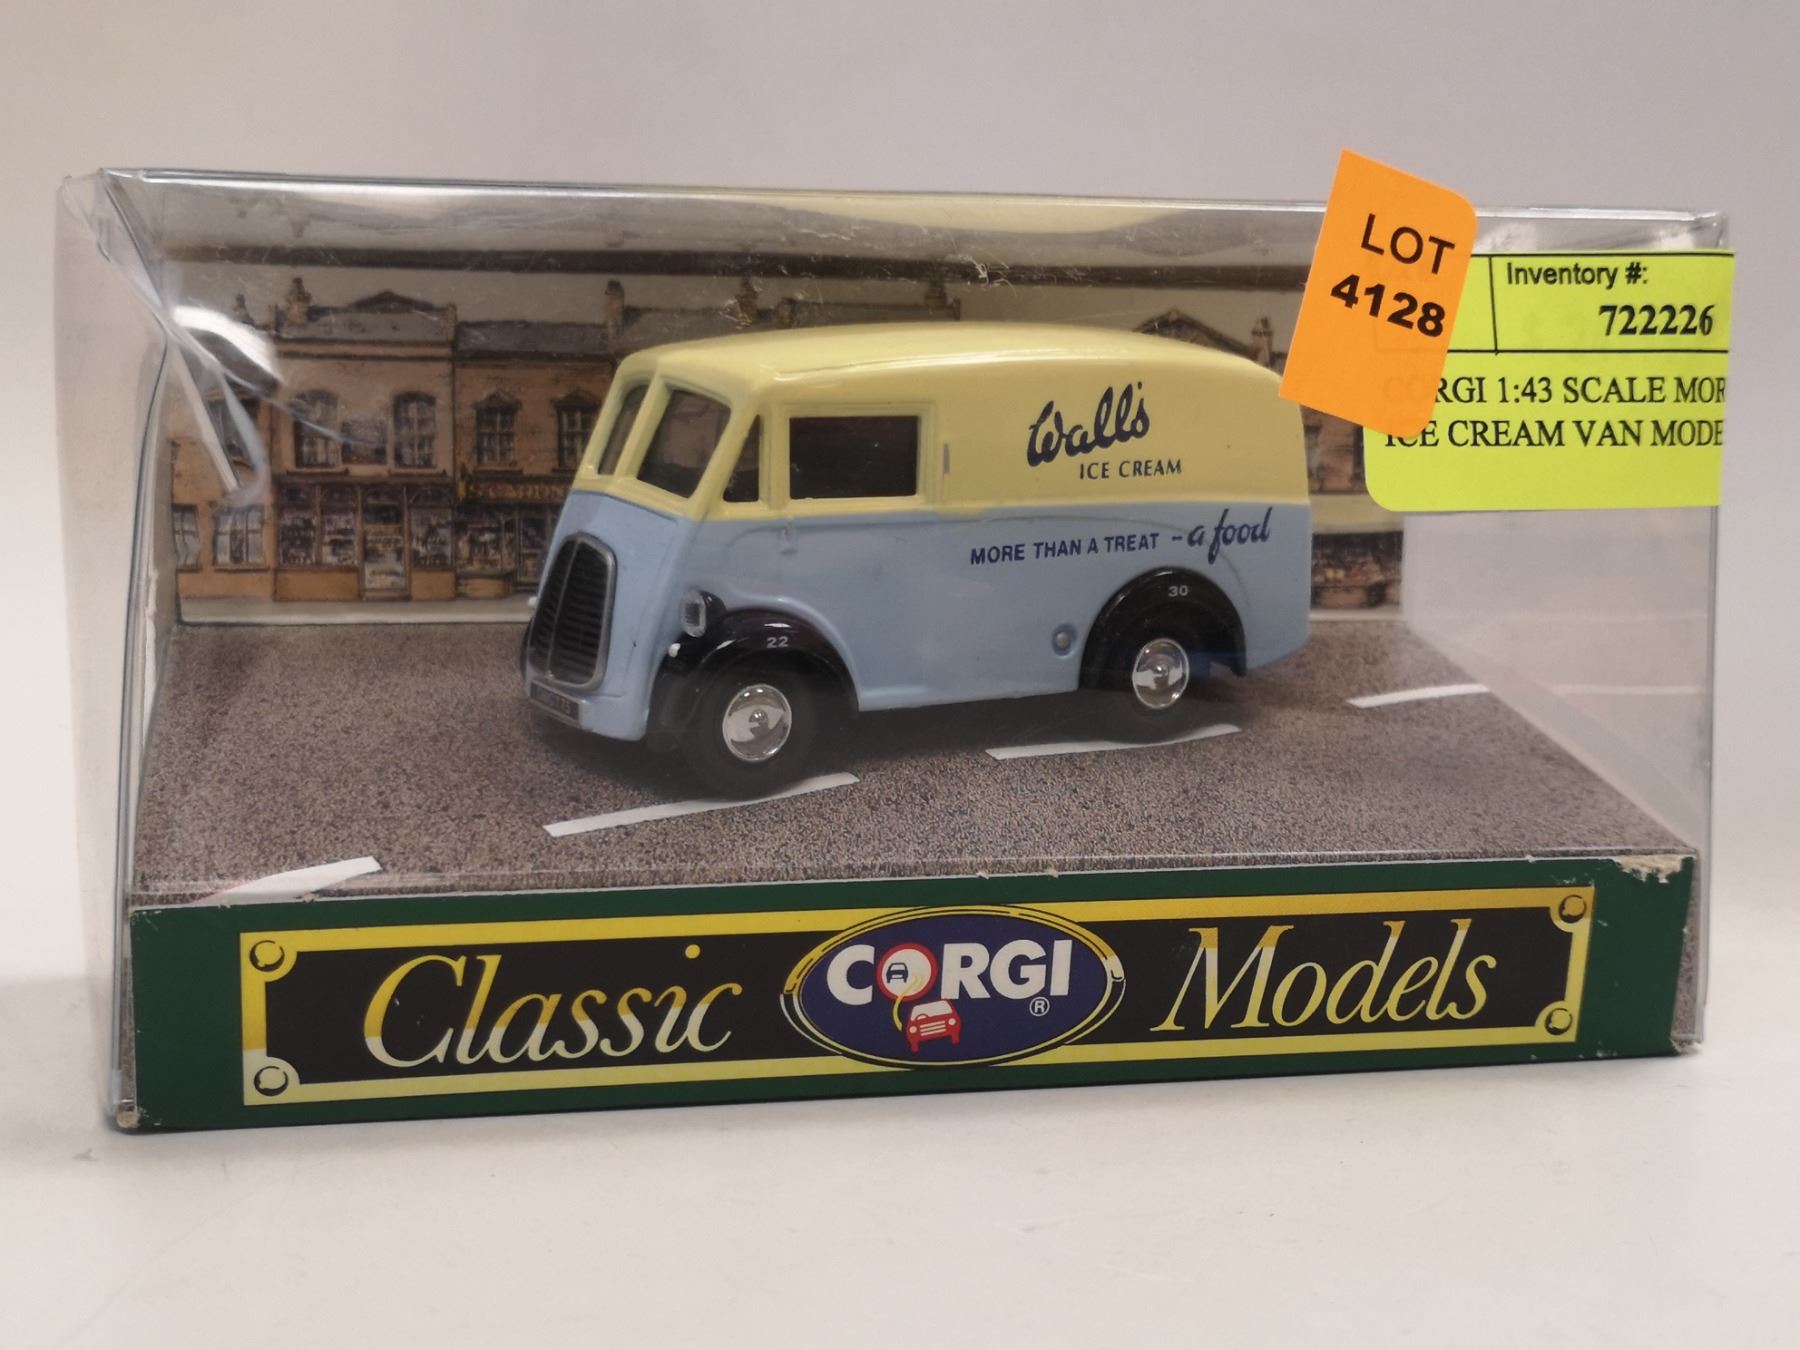 LOT
4128
Inventory #:
722226
CORGI 1:43 SCALE MOR
ICE CREAM VAN MODE
Wall's
ICE CREAM
MORE THAN A TREAT - a food
30
22
Classic CORGI ® Models